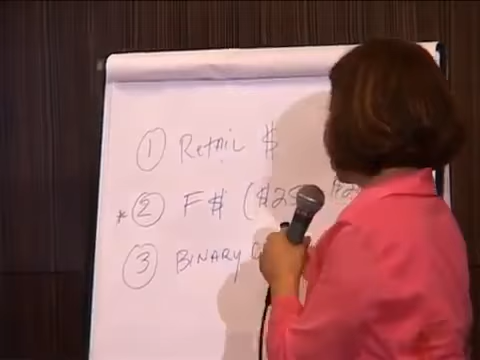 ① Retail $
* ② F$ ($25
③ BINARY